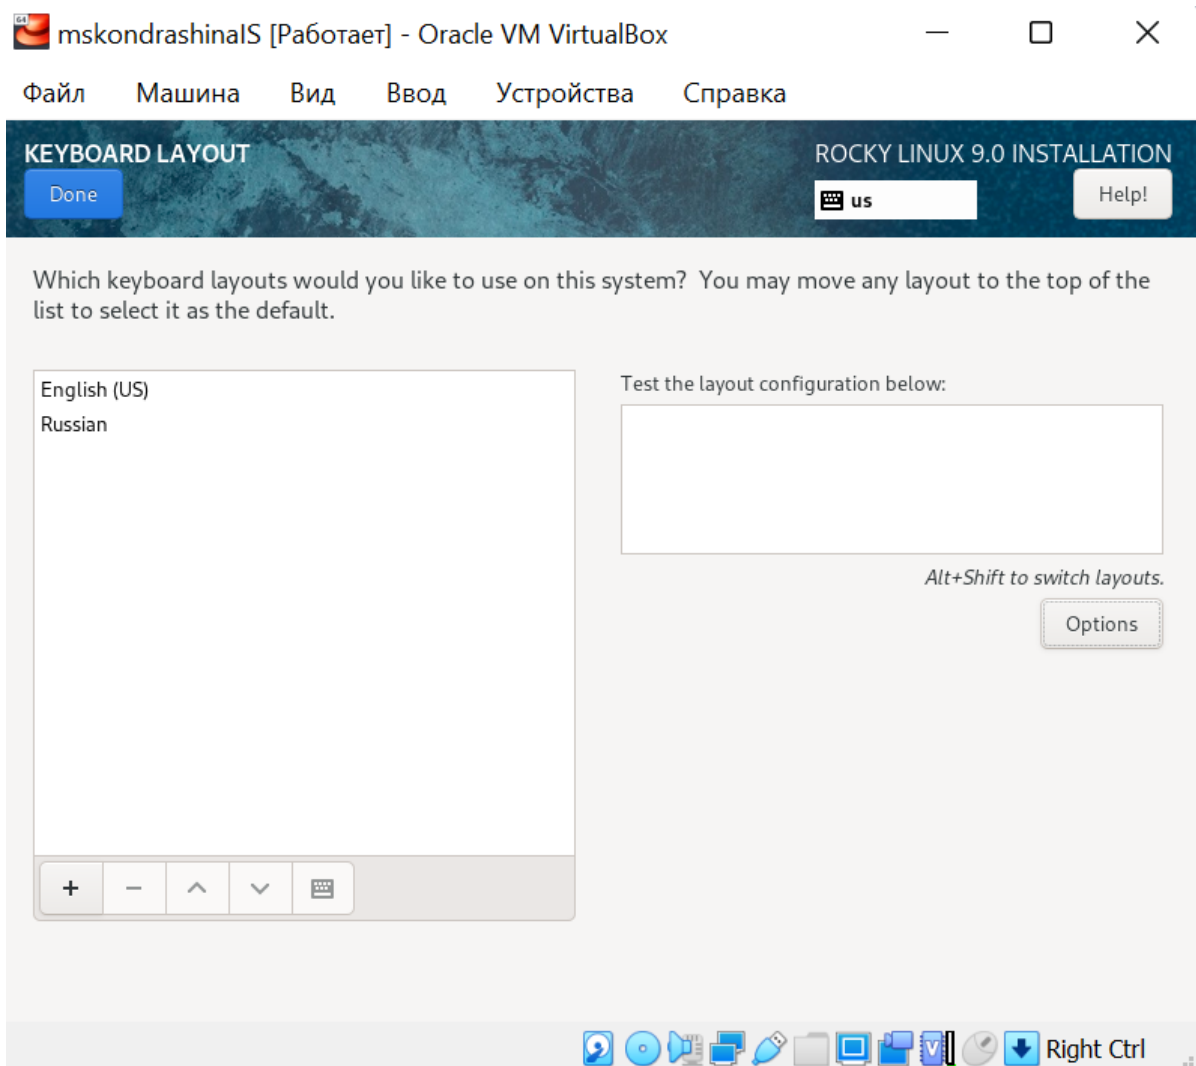 mskondrashinaIS [Работает] - Oracle VM VirtualBox
Файл Машина Вид Ввод Устройства Справка
KEYBOARD LAYOUT
ROCKY LINUX 9.0 INSTALLATION
Done
us
Help!
Which keyboard layouts would you like to use on this system? You may move any layout to the top of the
list to select it as the default.
English (US)
Russian
Test the layout configuration below:
Alt+Shift to switch layouts.
Options
Right Ctrl